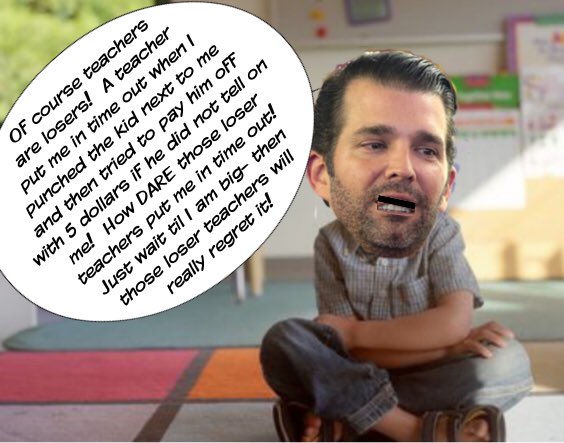 Of course teachers
are losers! A teacher
put me in time out when I
punched the kid next to me
and then tried to pay him off
with 5 dollars if he did not tell on
me! How DARE those loser
teachers put me in time out!
Just wait til I am big- then
those loser teachers will
really regret it!